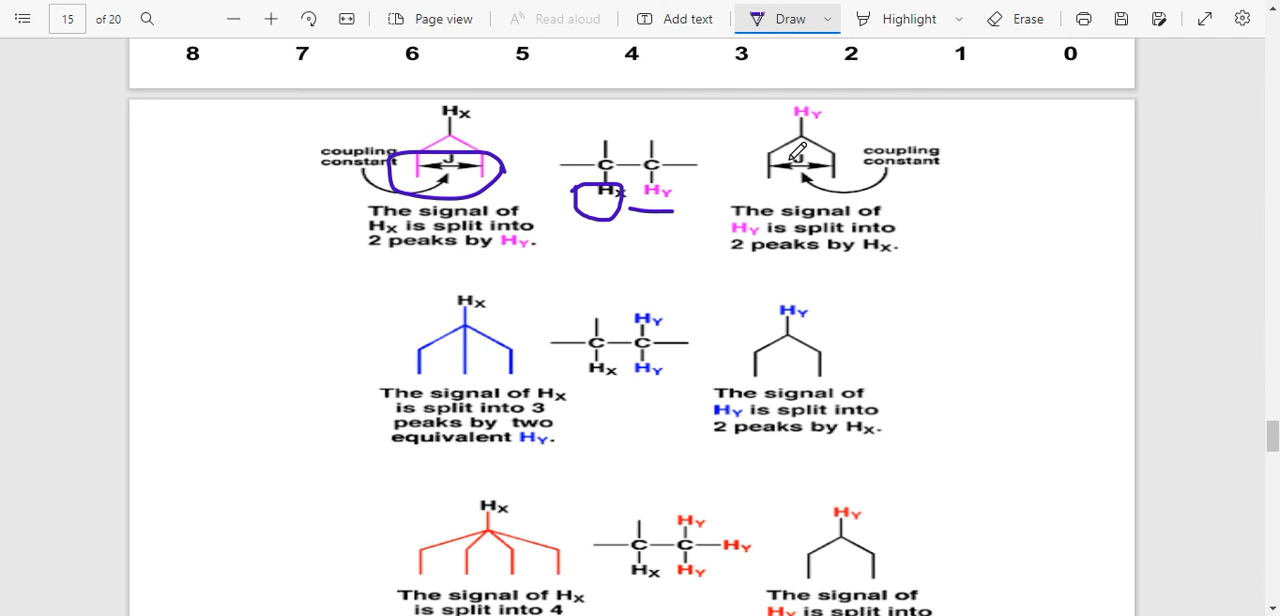 15 of 20 Page view Read aloud Add text Draw Highlight Erase
8 7 6 5 4 3 2 1 0
HX
coupling
constant
J
The signal of
HX is split into
2 peaks by HY.
C C
HX HY
HY
coupling
constant
J
The signal of
HY is split into
2 peaks by HX.
HX
The signal of HX
is split into 3
peaks by two
equivalent HY.
HY
C C
HX HY
HY
The signal of
HY is split into
2 peaks by HX.
HX
The signal of HX
is split into 4
HY
C C HY
HX HY
HY
The signal of
HY is split into